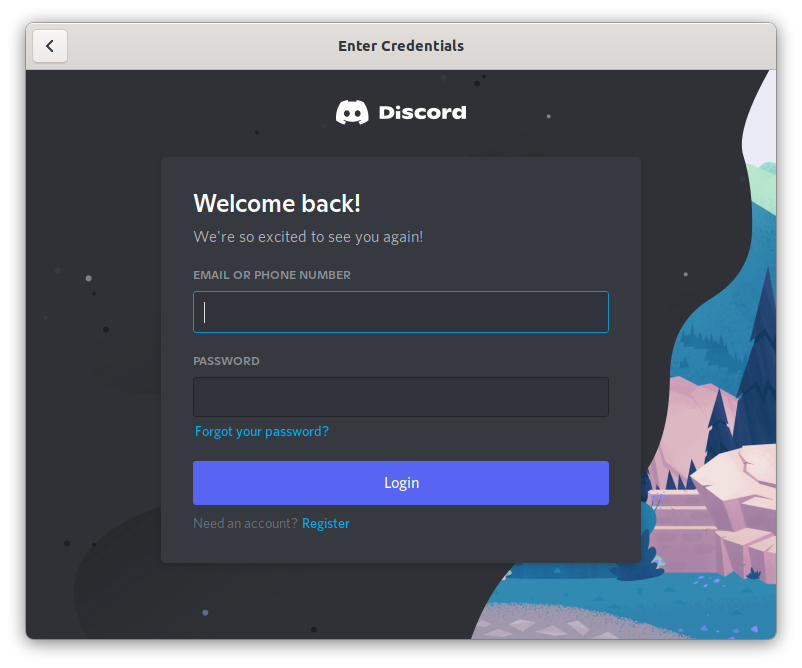 Enter Credentials
Discord
Welcome back!
We're so excited to see you again!
EMAIL OR PHONE NUMBER
PASSWORD
Forgot your password?
Login
Need an account? Register